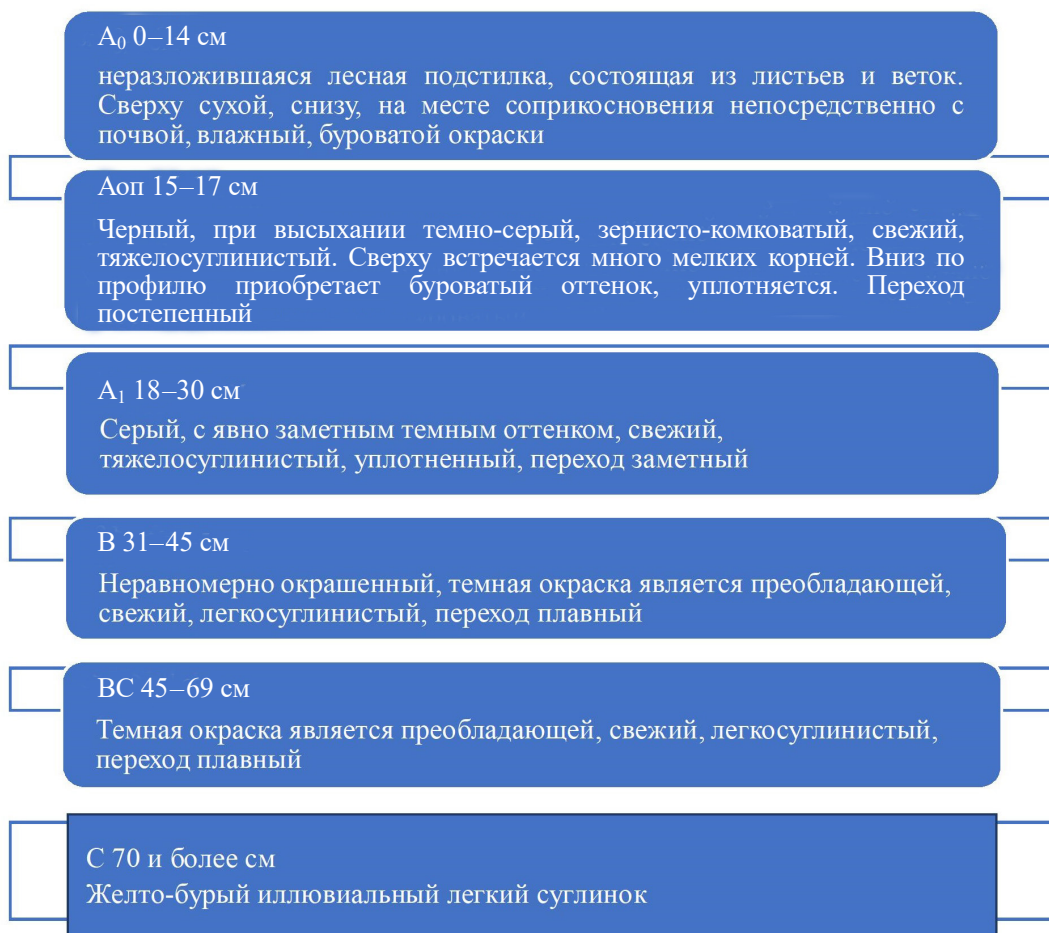 А₀ 0–14 см
неразложившаяся лесная подстилка, состоящая из листьев и веток.
Сверху сухой, снизу, на месте соприкосновения непосредственно с
почвой, влажный, буроватой окраски
Аоп 15–17 см
Черный, при высыхании темно-серый, зернисто-комковатый, свежий,
тяжелосуглинистый. Сверху встречается много мелких корней. Вниз по
профилю приобретает буроватый оттенок, уплотняется. Переход
постепенный
А₁ 18–30 см
Серый, с явно заметным темным оттенком, свежий,
тяжелосуглинистый, уплотненный, переход заметный
В 31–45 см
Неравномерно окрашенный, темная окраска является преобладающей,
свежий, легкосуглинистый, переход плавный
ВС 45–69 см
Темная окраска является преобладающей, свежий, легкосуглинистый,
переход плавный
С 70 и более см
Желто-бурый иллювиальный легкий суглинок